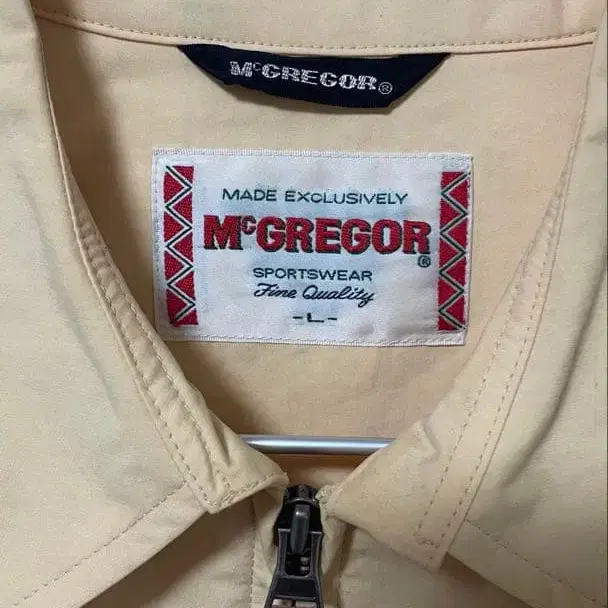 McGREGOR®
MADE EXCLUSIVELY
McGREGOR®
SPORTSWEAR
Fine Quality
-L-